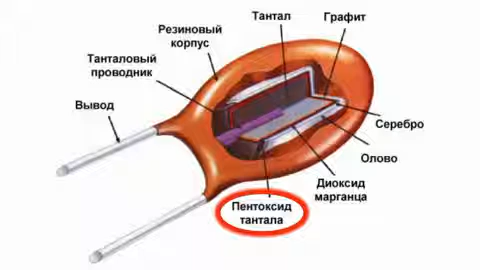 Тантал
Графит
Резиновый
корпус
Танталовый
проводник
Вывод
Серебро
Олово
Диоксид
марганца
Пентоксид
тантала